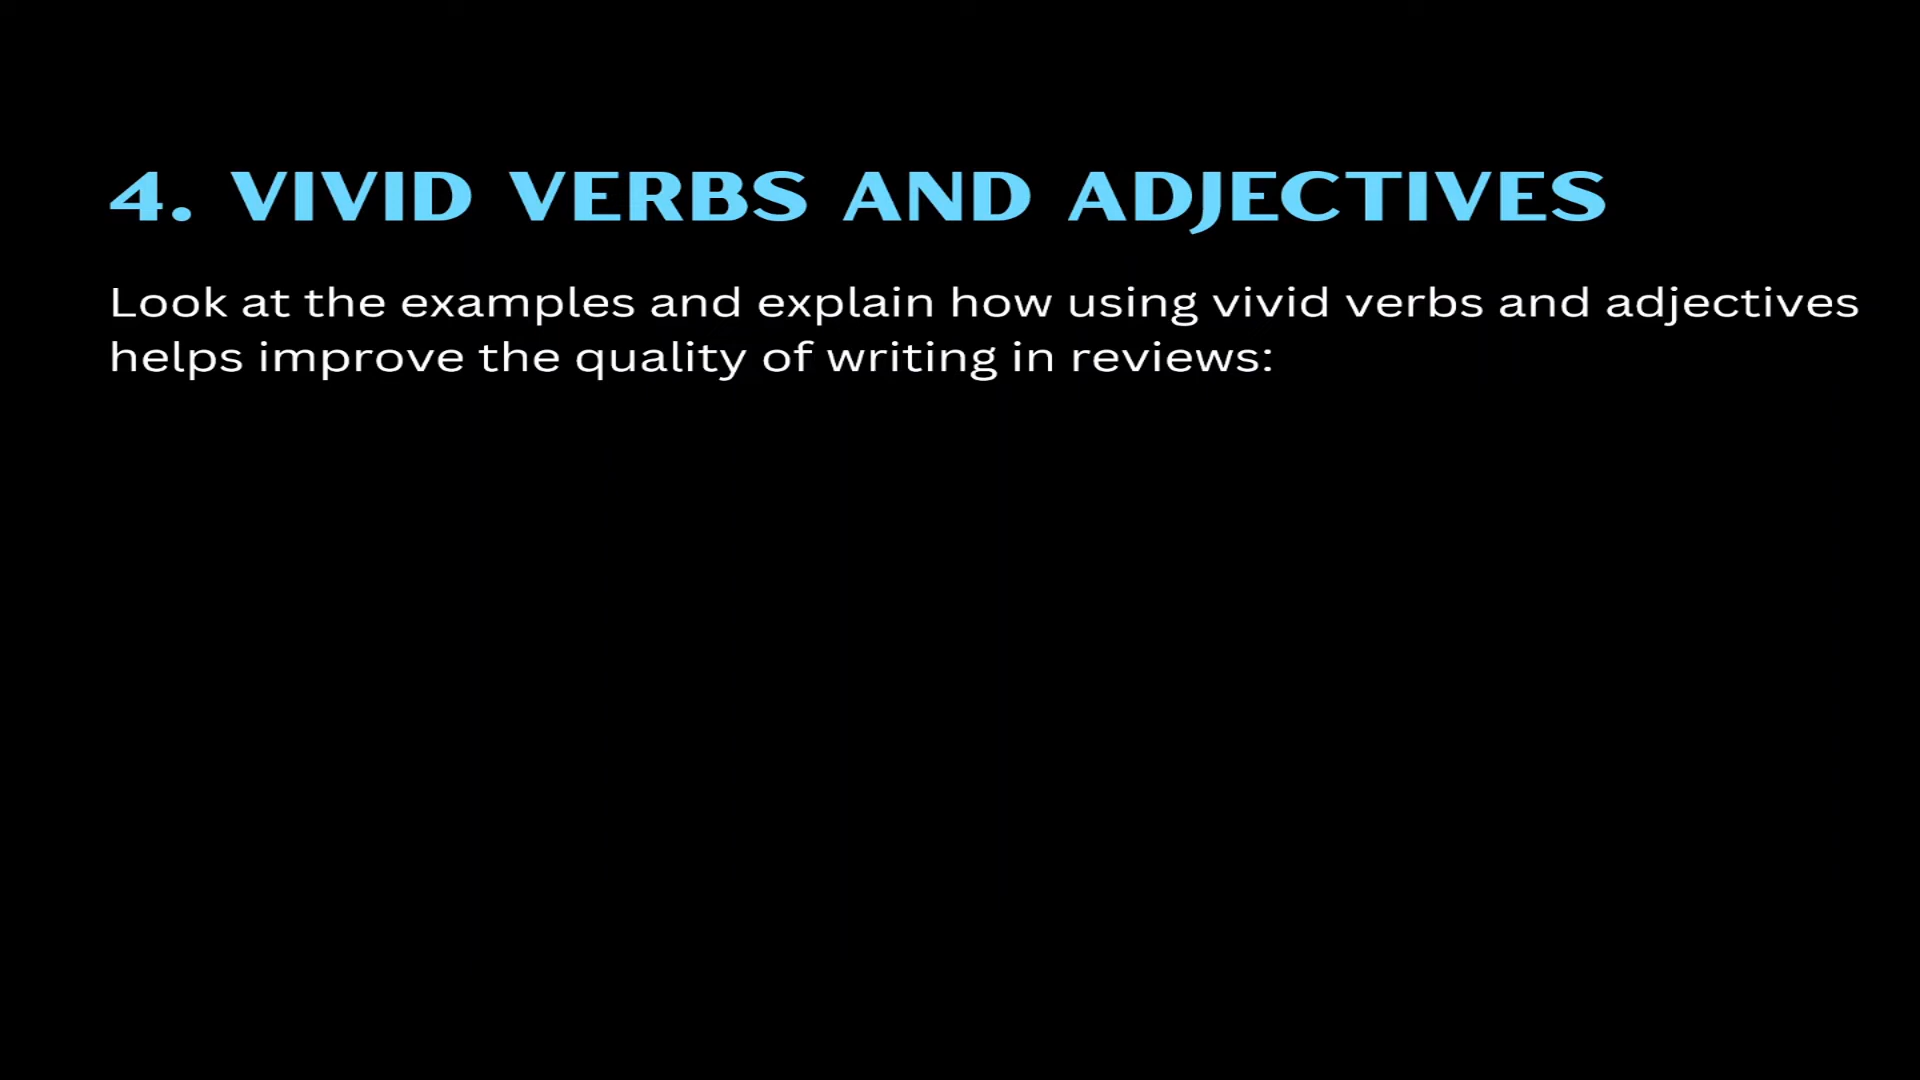 4. VIVID VERBS AND ADJECTIVES
Look at the examples and explain how using vivid verbs and adjectives
helps improve the quality of writing in reviews: